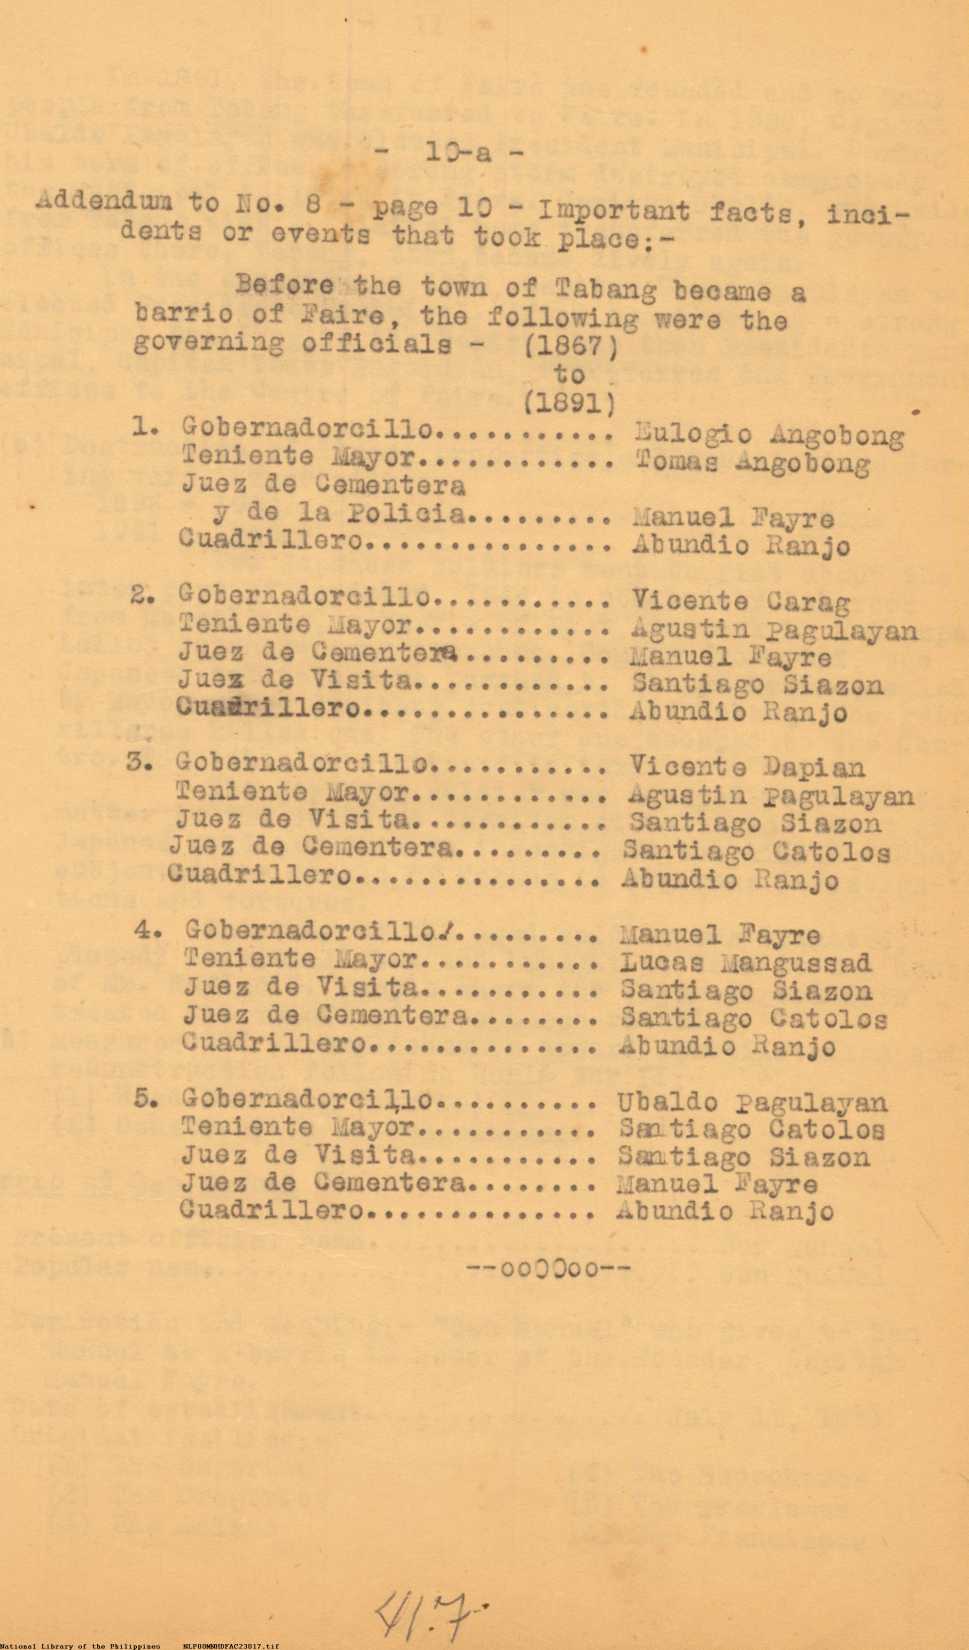 - 10-a -
Addendum to No. 8 - page 10 - Important facts, inci-
dents or events that took place:-
Before the town of Tabang became a
barrio of Faire, the following were the
governing officials - (1867)
to
(1891)
1. Gobernadorcillo........... Eulogio Angobong
Teniente Mayor............ Tomas Angobong
Juez de Cementera
y de la Policia......... Manuel Fayre
Cuadrillero............... Abundio Ranjo
2. Gobernadorcillo........... Vicente Carag
Teniente Mayor............ Agustin Pagulayan
Juez de Cementera......... Manuel Fayre
Juez de Visita............ Santiago Siazon
Cuadrillero............... Abundio Ranjo
3. Gobernadorcillo........... Vicente Dapian
Teniente Mayor............ Agustin Pagulayan
Juez de Visita............ Santiago Siazon
Juez de Cementera......... Santiago Catolos
Cuadrillero............... Abundio Ranjo
4. Gobernadorcillo.......... Manuel Fayre
Teniente Mayor........... Lucas Mangussad
Juez de Visita........... Santiago Siazon
Juez de Cementera........ Santiago Catolos
Cuadrillero.............. Abundio Ranjo
5. Gobernadorcillo.......... Ubaldo Pagulayan
Teniente Mayor........... Santiago Catolos
Juez de Visita........... Santiago Siazon
Juez de Cementera........ Manuel Fayre
Cuadrillero.............. Abundio Ranjo
--ooOOoo--
417
National Library of the Philippines NLP00MNHDFAC23017.tif